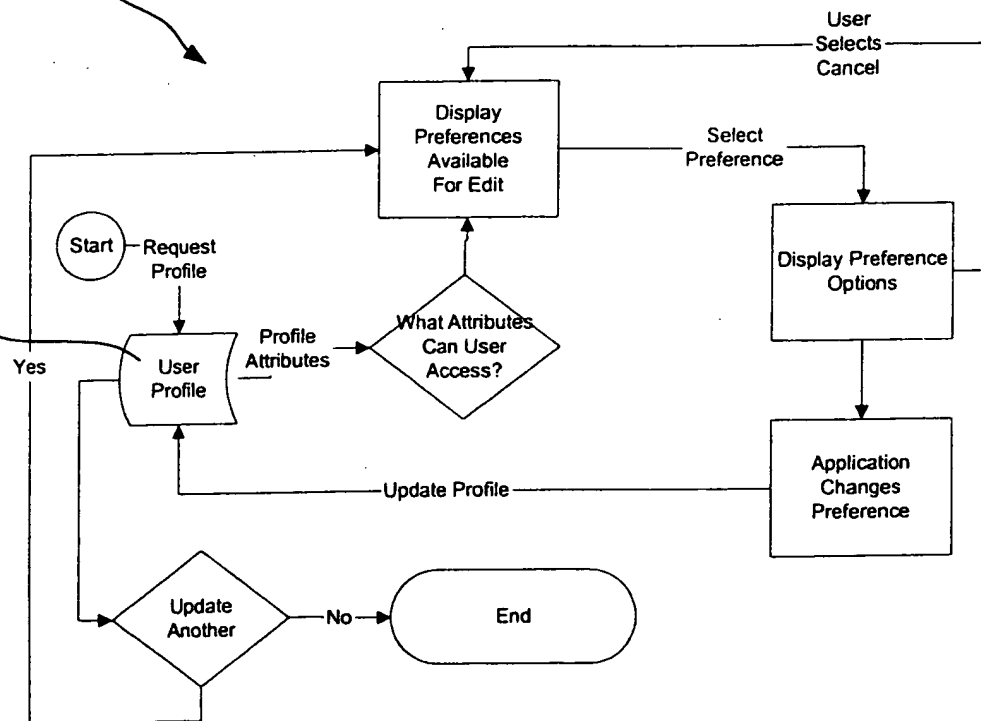 User
Selects
Cancel
Display
Preferences
Available
For Edit
Select
Preference
Start
Request
Profile
Display Preference
Options
What Attributes
Can User
Access?
Profile
Attributes
User
Profile
Yes
Application
Changes
Preference
Update Profile
Update
Another
No
End